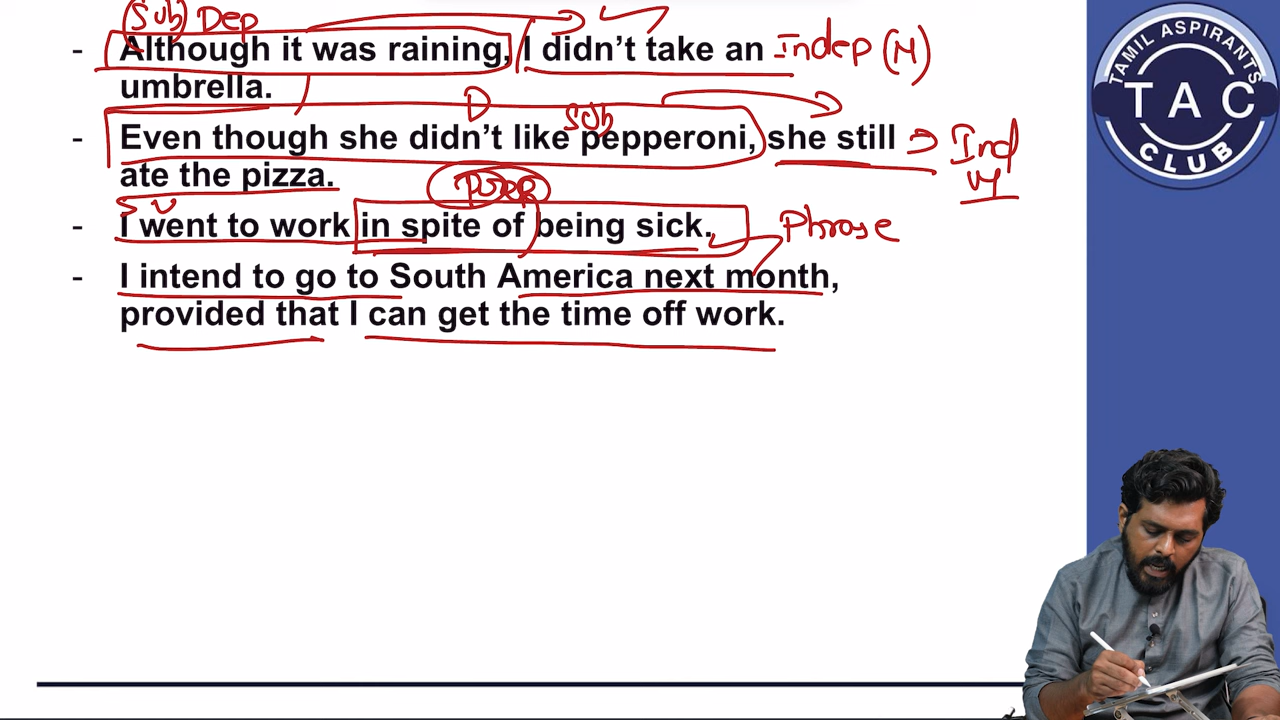 (Sub) Dep
- Although it was raining, I didn't take an Indep (M)
umbrella.
D Sub
- Even though she didn't like pepperoni, she still Ind
ate the pizza.
Prep
S V
- I went to work in spite of being sick. Phrase
- I intend to go to South America next month,
provided that I can get the time off work.
TAMIL ASPIRANTS
TAC
CLUB